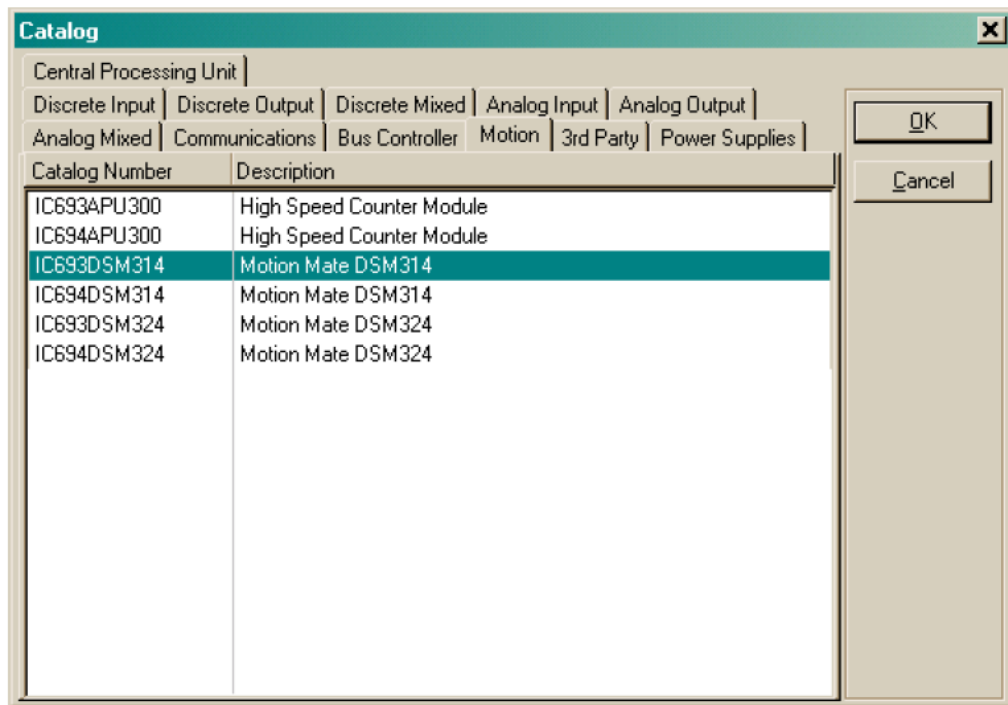 Catalog
Central Processing Unit
Discrete Input Discrete Output Discrete Mixed Analog Input Analog Output
Analog Mixed Communications Bus Controller Motion 3rd Party Power Supplies
OK
Cancel
Catalog Number Description
IC693APU300 High Speed Counter Module
IC694APU300 High Speed Counter Module
IC693DSM314 Motion Mate DSM314
IC694DSM314 Motion Mate DSM314
IC693DSM324 Motion Mate DSM324
IC694DSM324 Motion Mate DSM324